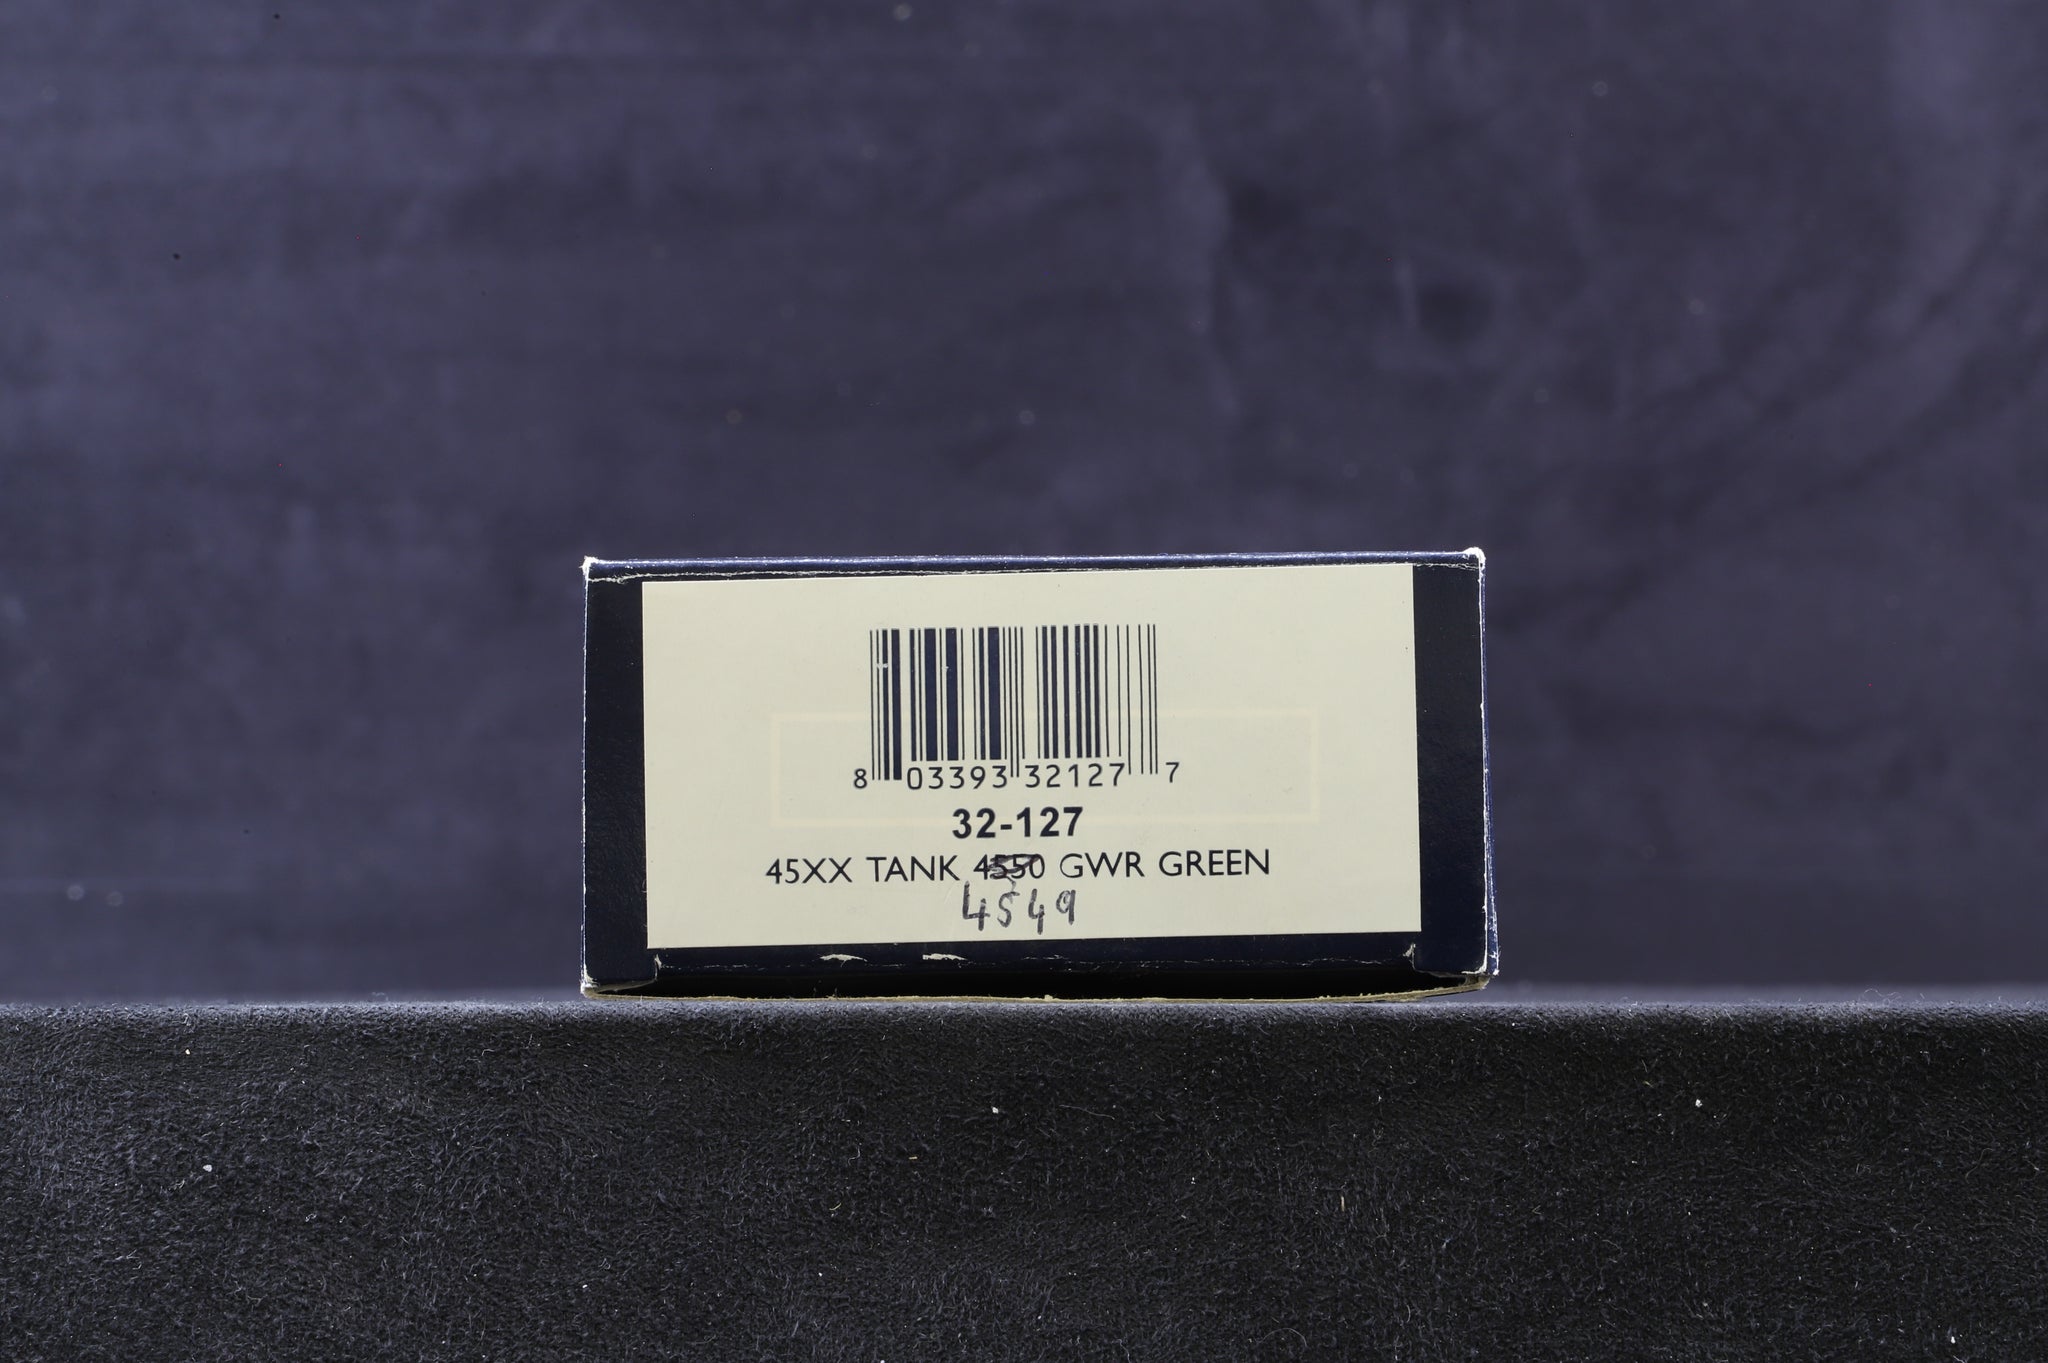 8 03393 32127 7
32-127
45XX TANK 4550 GWR GREEN
4549